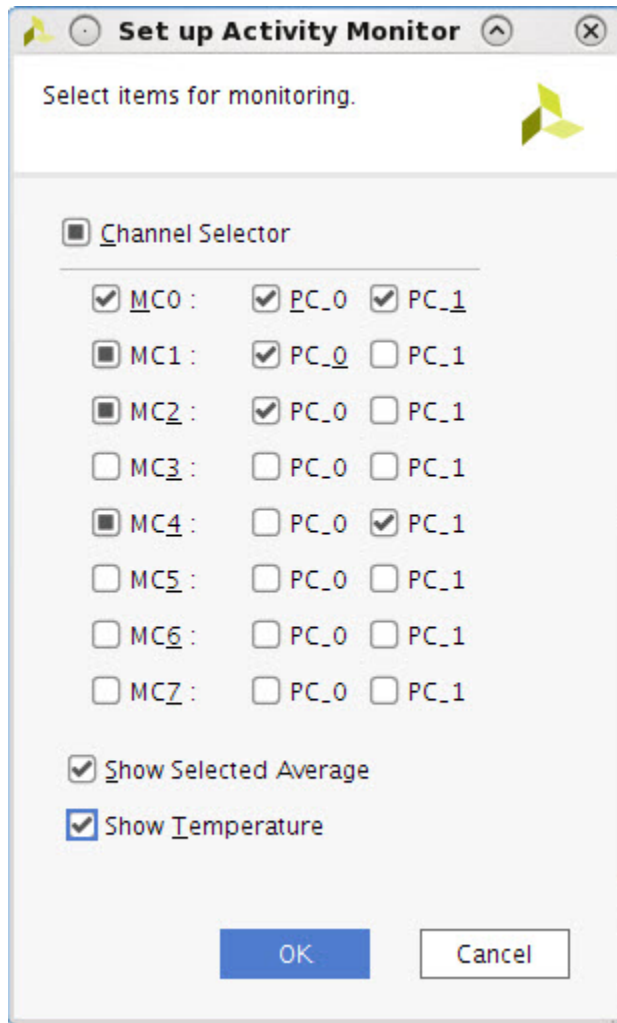 Set up Activity Monitor
Select items for monitoring.
Channel Selector
MC0 : PC_0 PC_1
MC1 : PC_0 PC_1
MC2 : PC_0 PC_1
MC3 : PC_0 PC_1
MC4 : PC_0 PC_1
MC5 : PC_0 PC_1
MC6 : PC_0 PC_1
MC7 : PC_0 PC_1
Show Selected Average
Show Temperature
OK Cancel